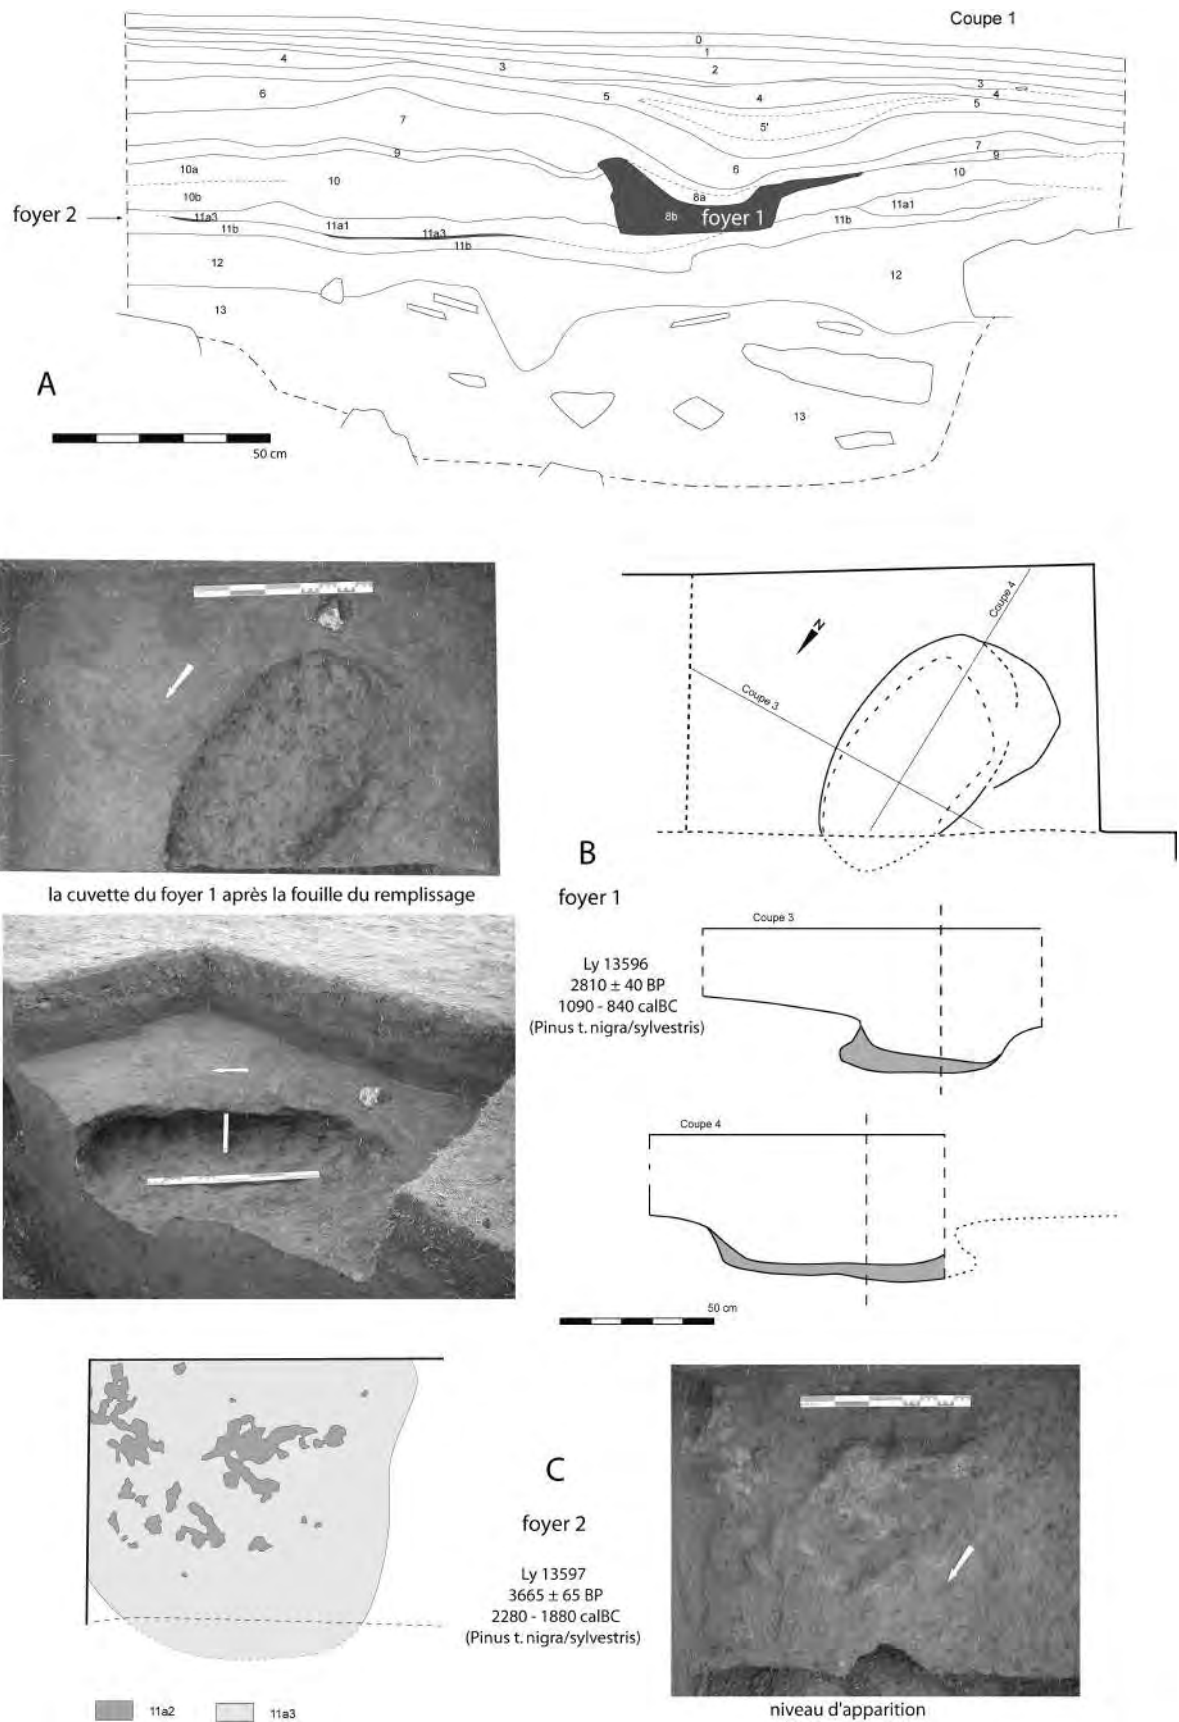 Coupe 1
0
1
2
3
4
3
4
5
4
5
6
5'
7
7
9
6
9
10a
10
10
10b
8a
foyer 2
11a3
11a1
8b
foyer 1
11b
11a1
11b
11a3
11b
12
12
13
A
13
50 cm
Coupe 4
N
Coupe 3
B
la cuvette du foyer 1 après la fouille du remplissage
foyer 1
Coupe 3
Ly 13596
2810 ± 40 BP
1090 - 840 calBC
(Pinus t. nigra/sylvestris)
Coupe 4
50 cm
C
foyer 2
Ly 13597
3665 ± 65 BP
2280 - 1880 calBC
(Pinus t. nigra/sylvestris)
11a2
11a3
niveau d'apparition